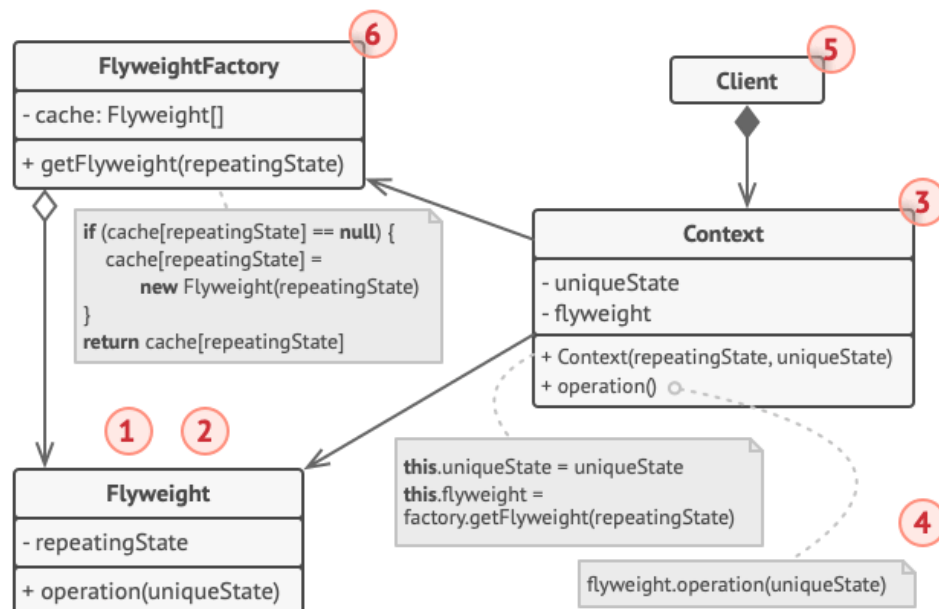 6
FlyweightFactory
- cache: Flyweight[]
+ getFlyweight(repeatingState)
if (cache[repeatingState] == null) {
cache[repeatingState] =
new Flyweight(repeatingState)
}
return cache[repeatingState]
5
Client
3
Context
- uniqueState
- flyweight
+ Context(repeatingState, uniqueState)
+ operation()
this.uniqueState = uniqueState
this.flyweight =
factory.getFlyweight(repeatingState)
4
flyweight.operation(uniqueState)
1 2
Flyweight
- repeatingState
+ operation(uniqueState)